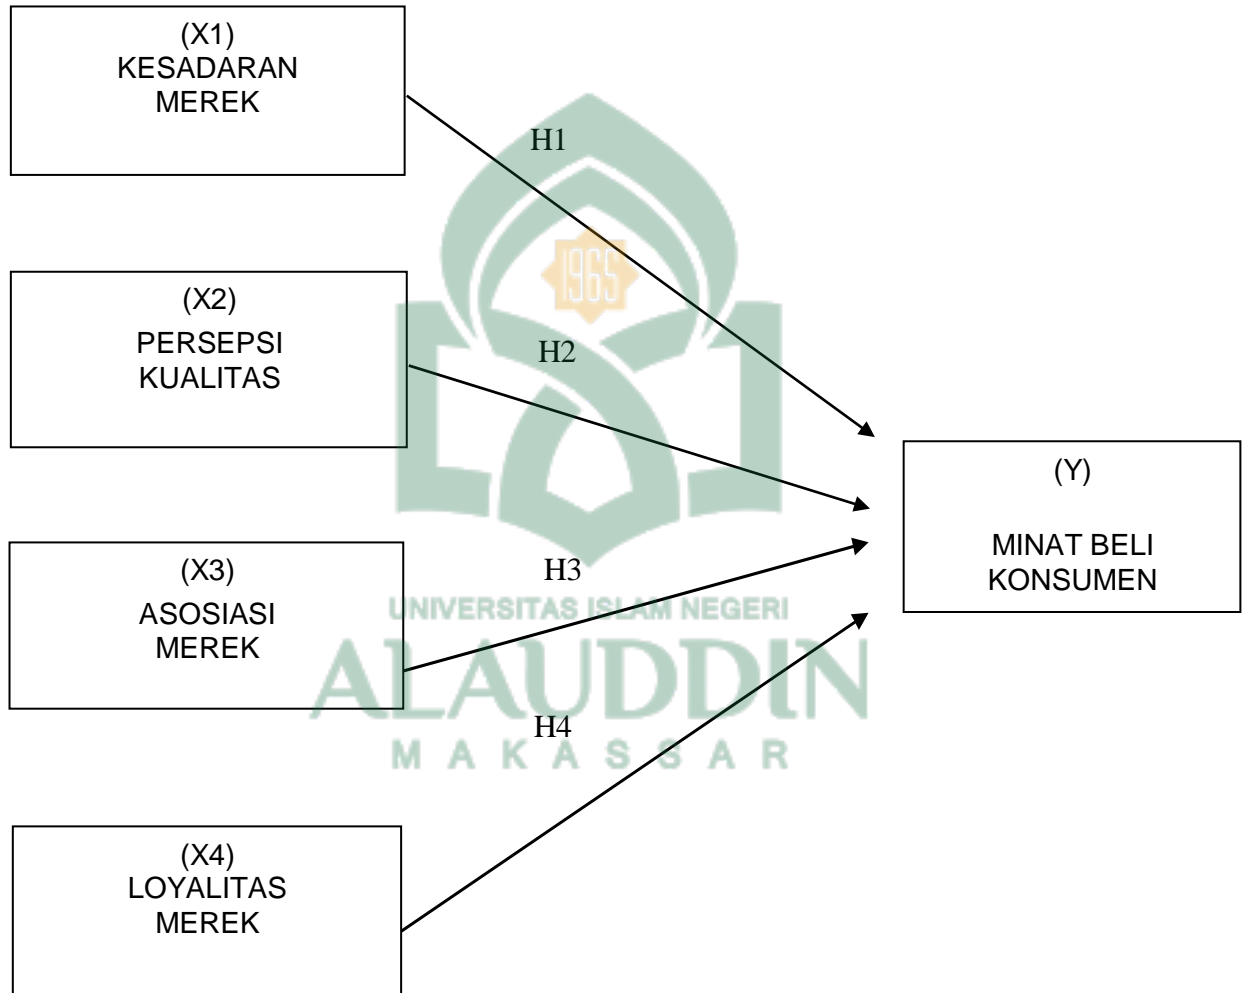 (X1)
KESADARAN
MEREK
H1
1965
(X2)
PERSEPSI
KUALITAS
H2
(Y)
MINAT BELI
KONSUMEN
(X3)
ASOSIASI
MEREK
H3
UNIVERSITAS ISLAM NEGERI
ALAUDDIN
MAKASSAR
H4
(X4)
LOYALITAS
MEREK